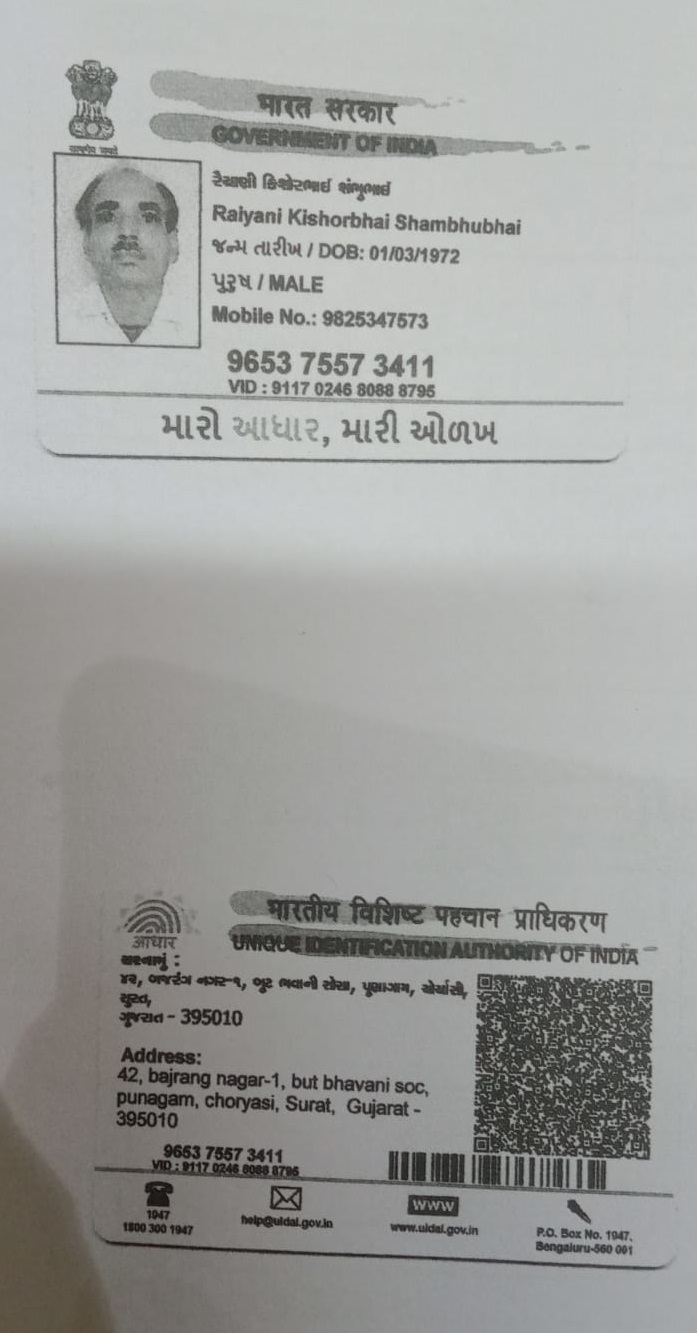 भारत सरकार
GOVERNMENT OF INDIA
सत्यमेव जयते
રૈયાણી કિશોરભાઈ શંભુભાઈ
Raiyani Kishorbhai Shambhubhai
જન્મ તારીખ / DOB: 01/03/1972
પુરુષ / MALE
Mobile No.: 9825347573
9653 7557 3411
VID : 9117 0246 8088 8795
મારો આધાર, મારી ઓળખ
भारतीय विशिष्ट पहचान प्राधिकरण
आधार
UNIQUE IDENTIFICATION AUTHORITY OF INDIA
સરનામું :
૪૨, બજરંગ નગર-૧, બુટ ભવાની સોસા, પુણાગામ, ચોર્યાસી,
સુરત,
ગુજરાત - 395010
Address:
42, bajrang nagar-1, but bhavani soc,
punagam, choryasi, Surat, Gujarat -
395010
9653 7557 3411
VID : 9117 0246 8088 8795
1947
1800 300 1947
help@uidai.gov.in
www
www.uidai.gov.in
P.O. Box No. 1947,
Bengaluru-560 001